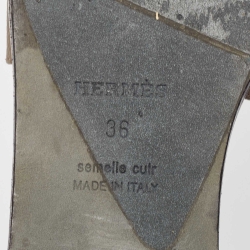 HERMÈS
36
semelle cuir
MADE IN ITALY